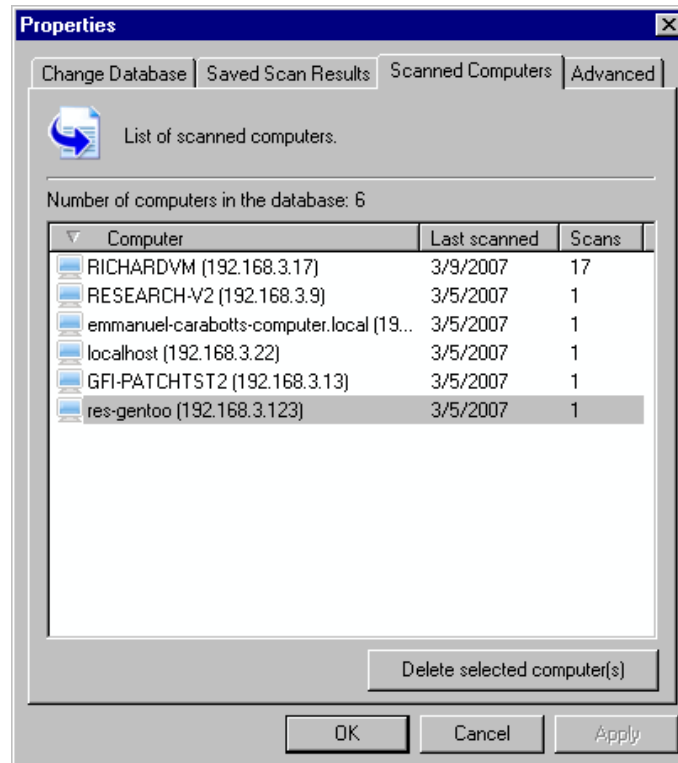 Properties
Change Database Saved Scan Results Scanned Computers Advanced
List of scanned computers.
Number of computers in the database: 6
Computer Last scanned Scans
RICHARDVM (192.168.3.17) 3/9/2007 17
RESEARCH-V2 (192.168.3.9) 3/5/2007 1
emmanuel-carabotts-computer.local (19... 3/5/2007 1
localhost (192.168.3.22) 3/5/2007 1
GFI-PATCHTST2 (192.168.3.13) 3/5/2007 1
res-gentoo (192.168.3.123) 3/5/2007 1
Delete selected computer(s)
OK Cancel Apply